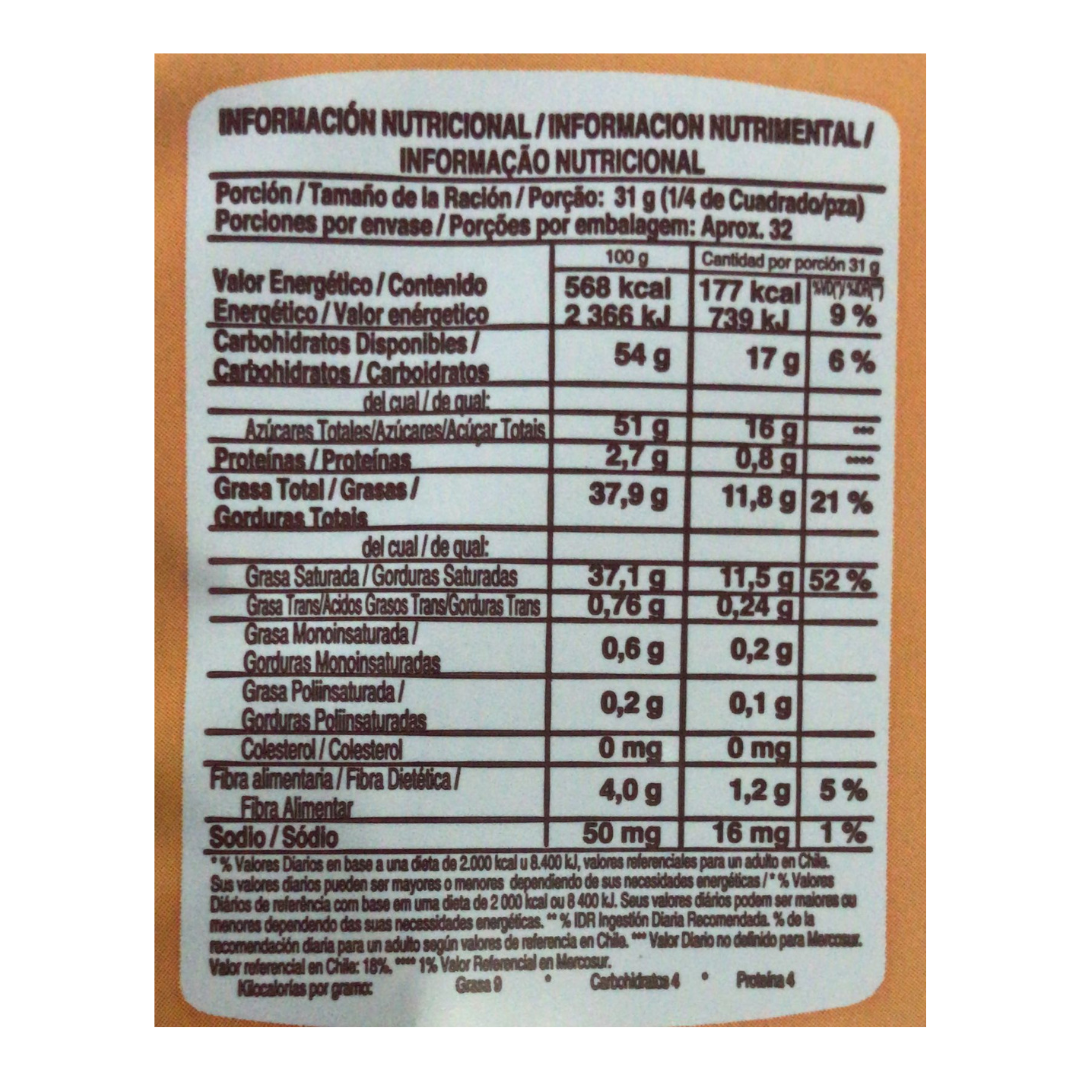 INFORMACIÓN NUTRICIONAL / INFORMACION NUTRIMENTAL /
INFORMAÇÃO NUTRICIONAL
Porción / Tamaño de la Ración / Porção: 31 g (1/4 de Cuadrado/pza)
Porciones por envase / Porções por embalagem: Aprox. 32
100 g Cantidad por porción 31 g
Valor Energético / Contenido 568 kcal 177 kcal %VD(*)/%IDR(**)
Energético / Valor enérgetico 2 366 kJ 739 kJ 9 %
Carbohidratos Disponibles /
Carbohidratos / Carboidratos 54 g 17 g 6 %
del cual / de qual:
Azúcares Totales/Azúcares/Acúçar Totais 51 g 16 g ***
Proteínas / Proteínas 2,7 g 0,8 g ****
Grasa Total / Grasas /
Gorduras Totais 37,9 g 11,8 g 21 %
del cual / de qual:
Grasa Saturada / Gorduras Saturadas 37,1 g 11,5 g 52 %
Grasa Trans/Acidos Grasos Trans/Gorduras Trans 0,76 g 0,24 g
Grasa Monoinsaturada /
Gorduras Monoinsaturadas 0,6 g 0,2 g
Grasa Poliinsaturada /
Gorduras Poliinsaturadas 0,2 g 0,1 g
Colesterol / Colesterol 0 mg 0 mg
Fibra alimentaria / Fibra Dietética /
Fibra Alimentar 4,0 g 1,2 g 5 %
Sodio / Sódio 50 mg 16 mg 1 %
* % Valores Diarios en base a una dieta de 2.000 kcal u 8.400 kJ, valores referenciales para un adulto en Chile.
Sus valores diarios pueden ser mayores o menores dependiendo de sus necesidades energéticas / * % Valores
Diários de referência com base em uma dieta de 2 000 kcal ou 8 400 kJ. Seus valores diários podem ser maiores ou
menores dependendo das suas necessidades energéticas. ** % IDR Ingestión Diaria Recomendada. % de la
recomendación diaria para un adulto según valores de referencia en Chile. *** Valor Diario no definido para Mercosur.
Valor referencial en Chile: 18%. **** 1% Valor Referencial en Mercosur.
Kilocalorías por gramo: Grasa 9 • Carbohidratos 4 • Proteína 4